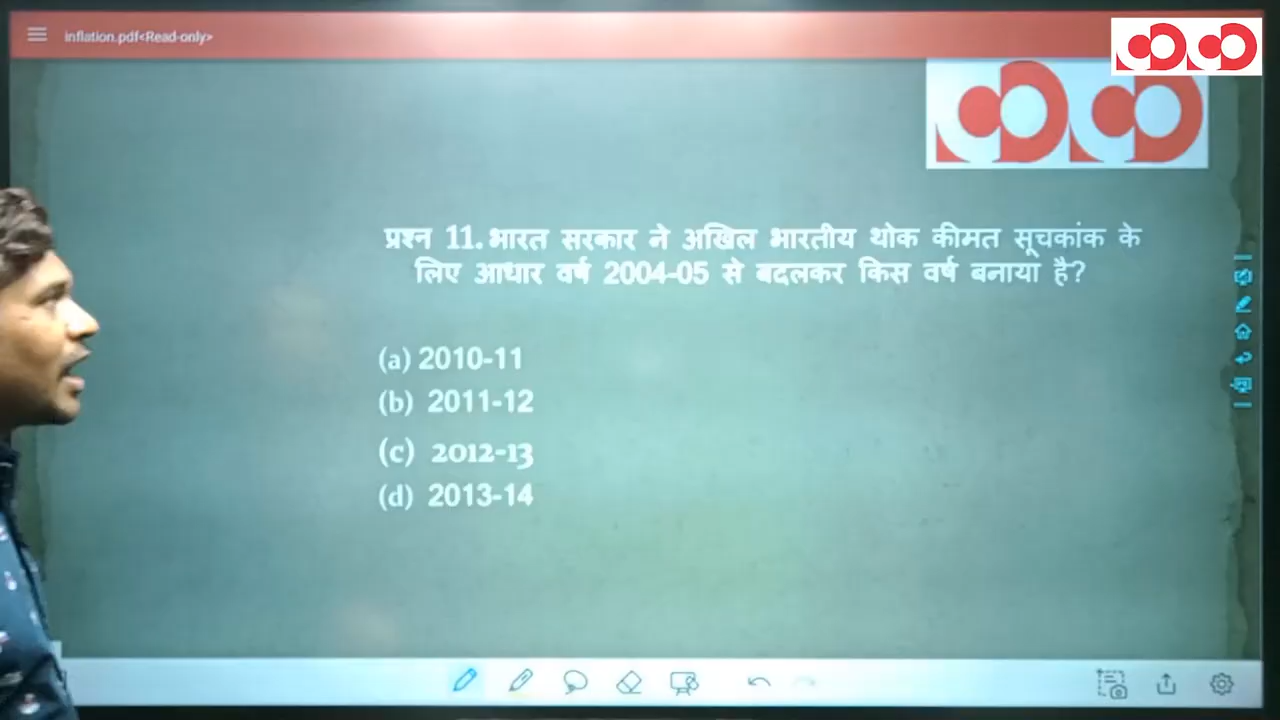 inflation.pdf<Read-only>
प्रश्न 11. भारत सरकार ने अखिल भारतीय थोक कीमत सूचकांक के
लिए आधार वर्ष 2004-05 से बदलकर किस वर्ष बनाया है?
(a) 2010-11
(b) 2011-12
(c) 2012-13
(d) 2013-14